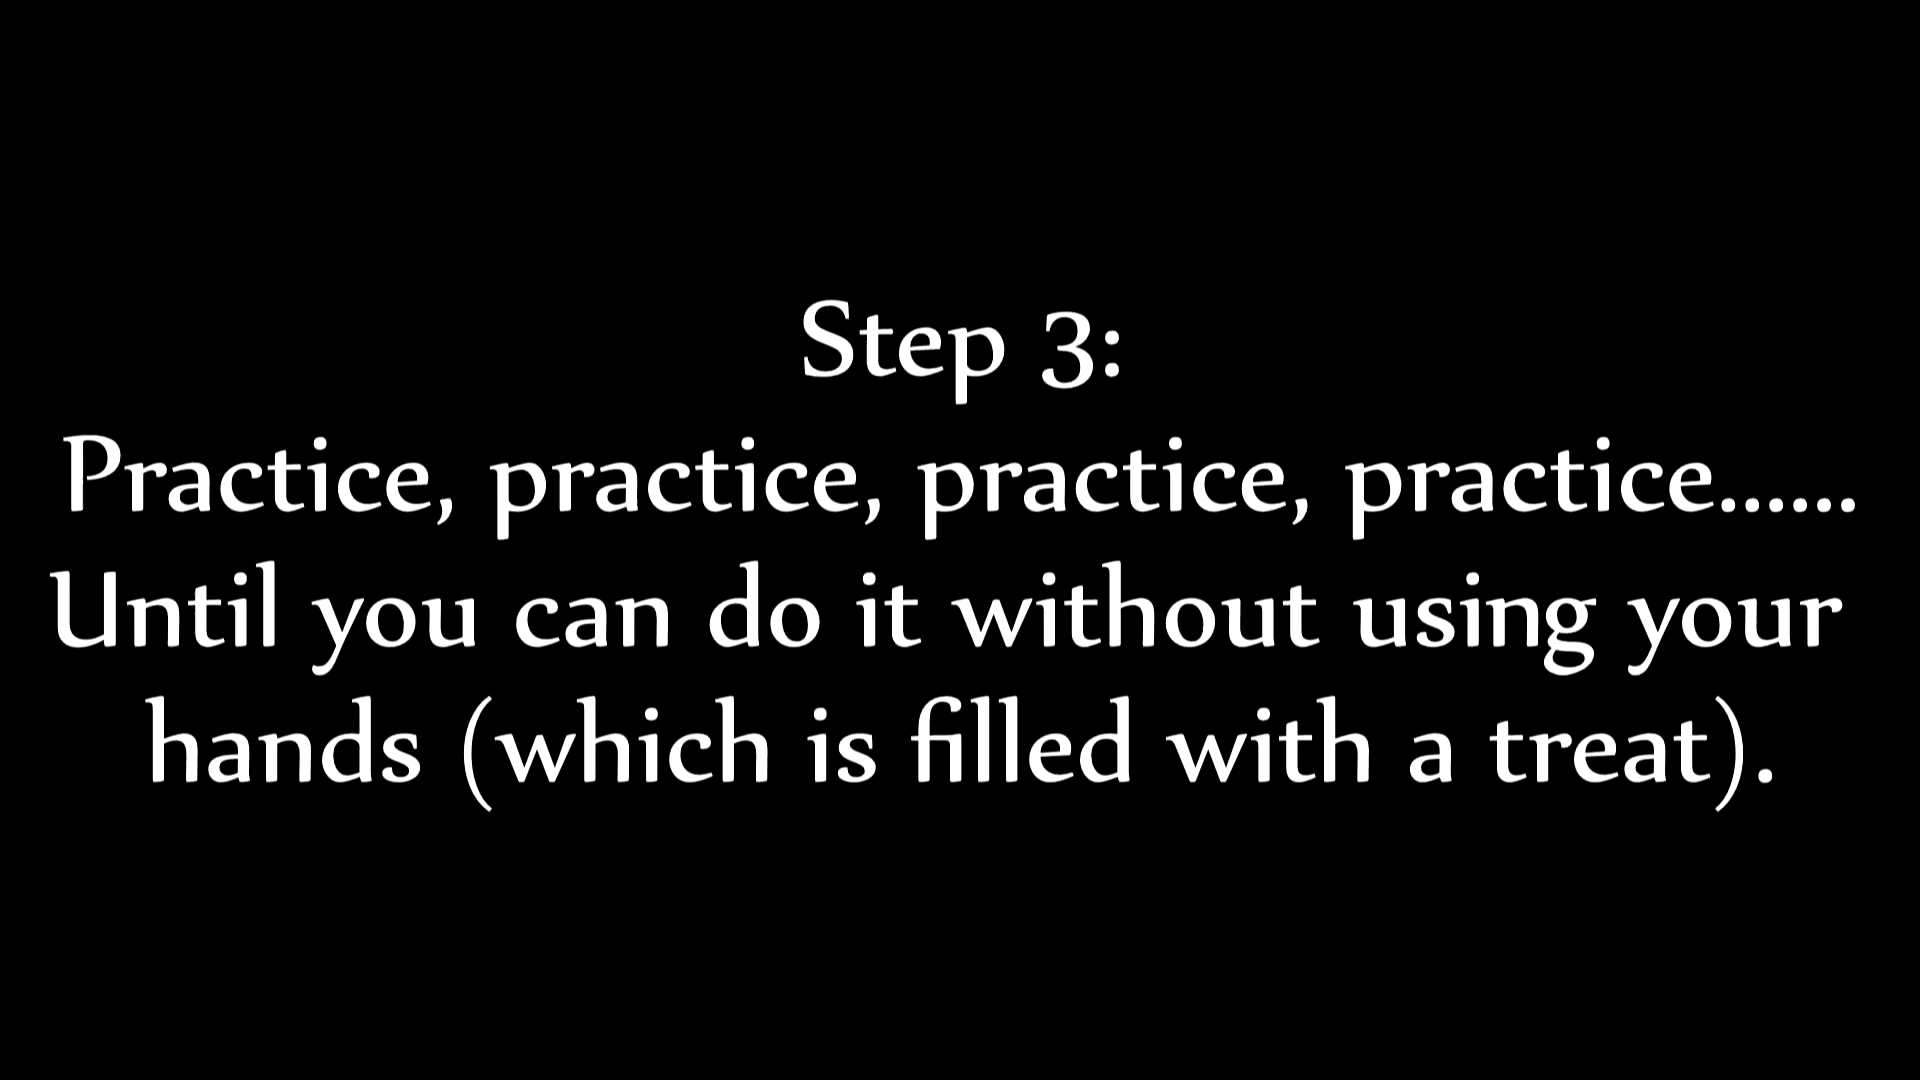 Step 3:
Practice, practice, practice, practice......
Until you can do it without using your
hands (which is filled with a treat).